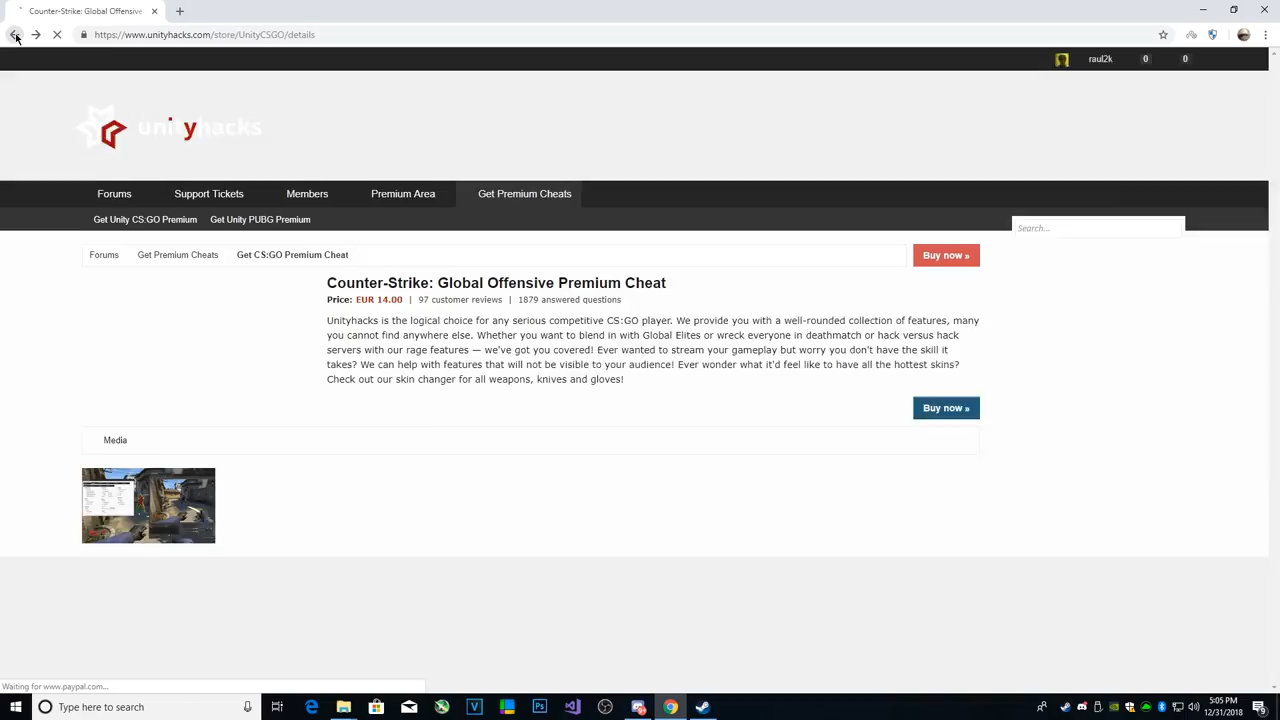 Counter-Strike: Global Offensive
https://www.unityhacks.com/store/UnityCSGO/details
raul2k 0 0
unityhacks
Forums Support Tickets Members Premium Area Get Premium Cheats
Get Unity CS:GO Premium Get Unity PUBG Premium
Search...
Forums Get Premium Cheats Get CS:GO Premium Cheat Buy now »
Counter-Strike: Global Offensive Premium Cheat
Price: EUR 14.00 | 97 customer reviews | 1879 answered questions
Unityhacks is the logical choice for any serious competitive CS:GO player. We provide you with a well-rounded collection of features, many
you cannot find anywhere else. Whether you want to blend in with Global Elites or wreck everyone in deathmatch or hack versus hack
servers with our rage features — we've got you covered! Ever wanted to stream your gameplay but worry you don't have the skill it
takes? We can help with features that will not be visible to your audience! Ever wonder what it'd feel like to have all the hottest skins?
Check out our skin changer for all weapons, knives and gloves!
Buy now »
Media
Waiting for www.paypal.com...
Type here to search
5:05 PM
12/31/2018